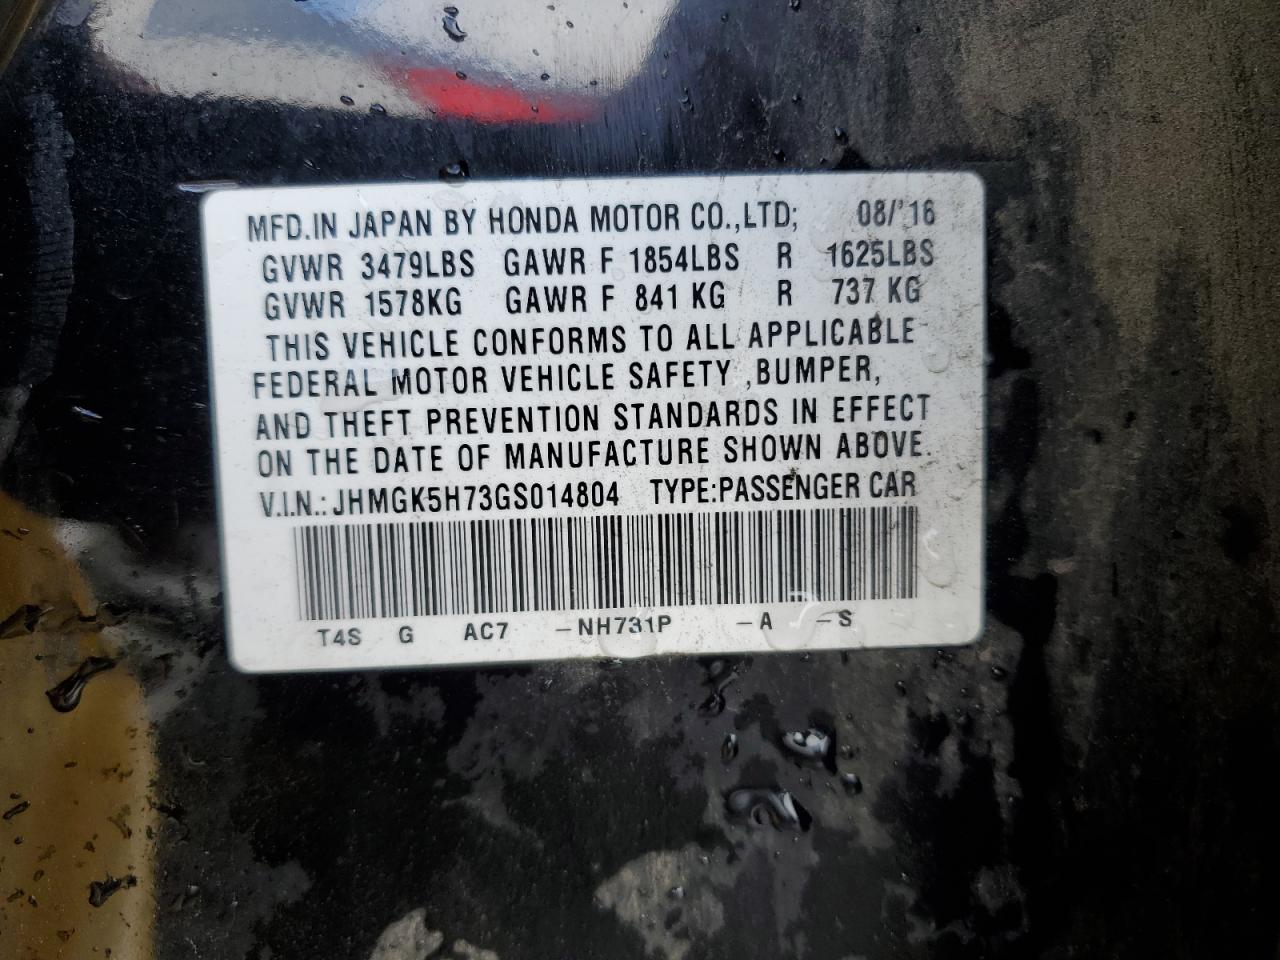 MFD.IN JAPAN BY HONDA MOTOR CO.,LTD; 08/'16
GVWR 3479LBS GAWR F 1854LBS R 1625LBS
GVWR 1578KG GAWR F 841 KG R 737 KG
THIS VEHICLE CONFORMS TO ALL APPLICABLE
FEDERAL MOTOR VEHICLE SAFETY ,BUMPER,
AND THEFT PREVENTION STANDARDS IN EFFECT
ON THE DATE OF MANUFACTURE SHOWN ABOVE.
V.I.N.: JHMGK5H73GS014804 TYPE:PASSENGER CAR
T4S G AC7 –NH731P –A –S